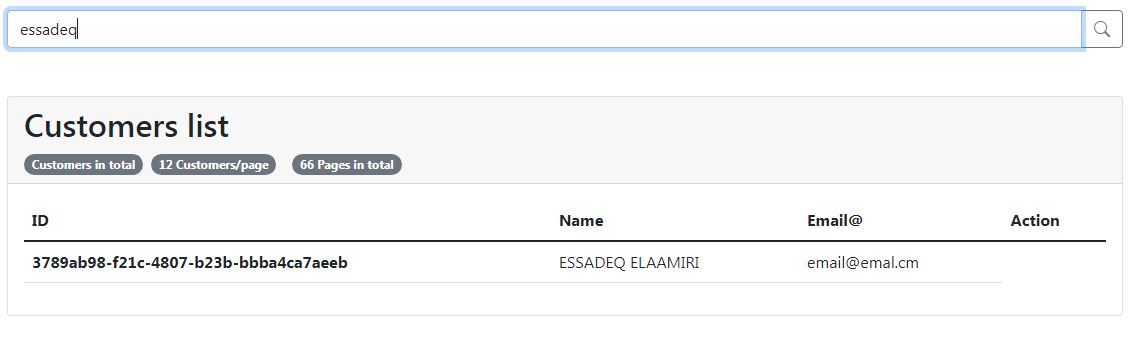 essadeq
Customers list
Customers in total 12 Customers/page 66 Pages in total
ID Name Email@ Action
3789ab98-f21c-4807-b23b-bbba4ca7aeeb ESSADEQ ELAAMIRI email@emal.cm